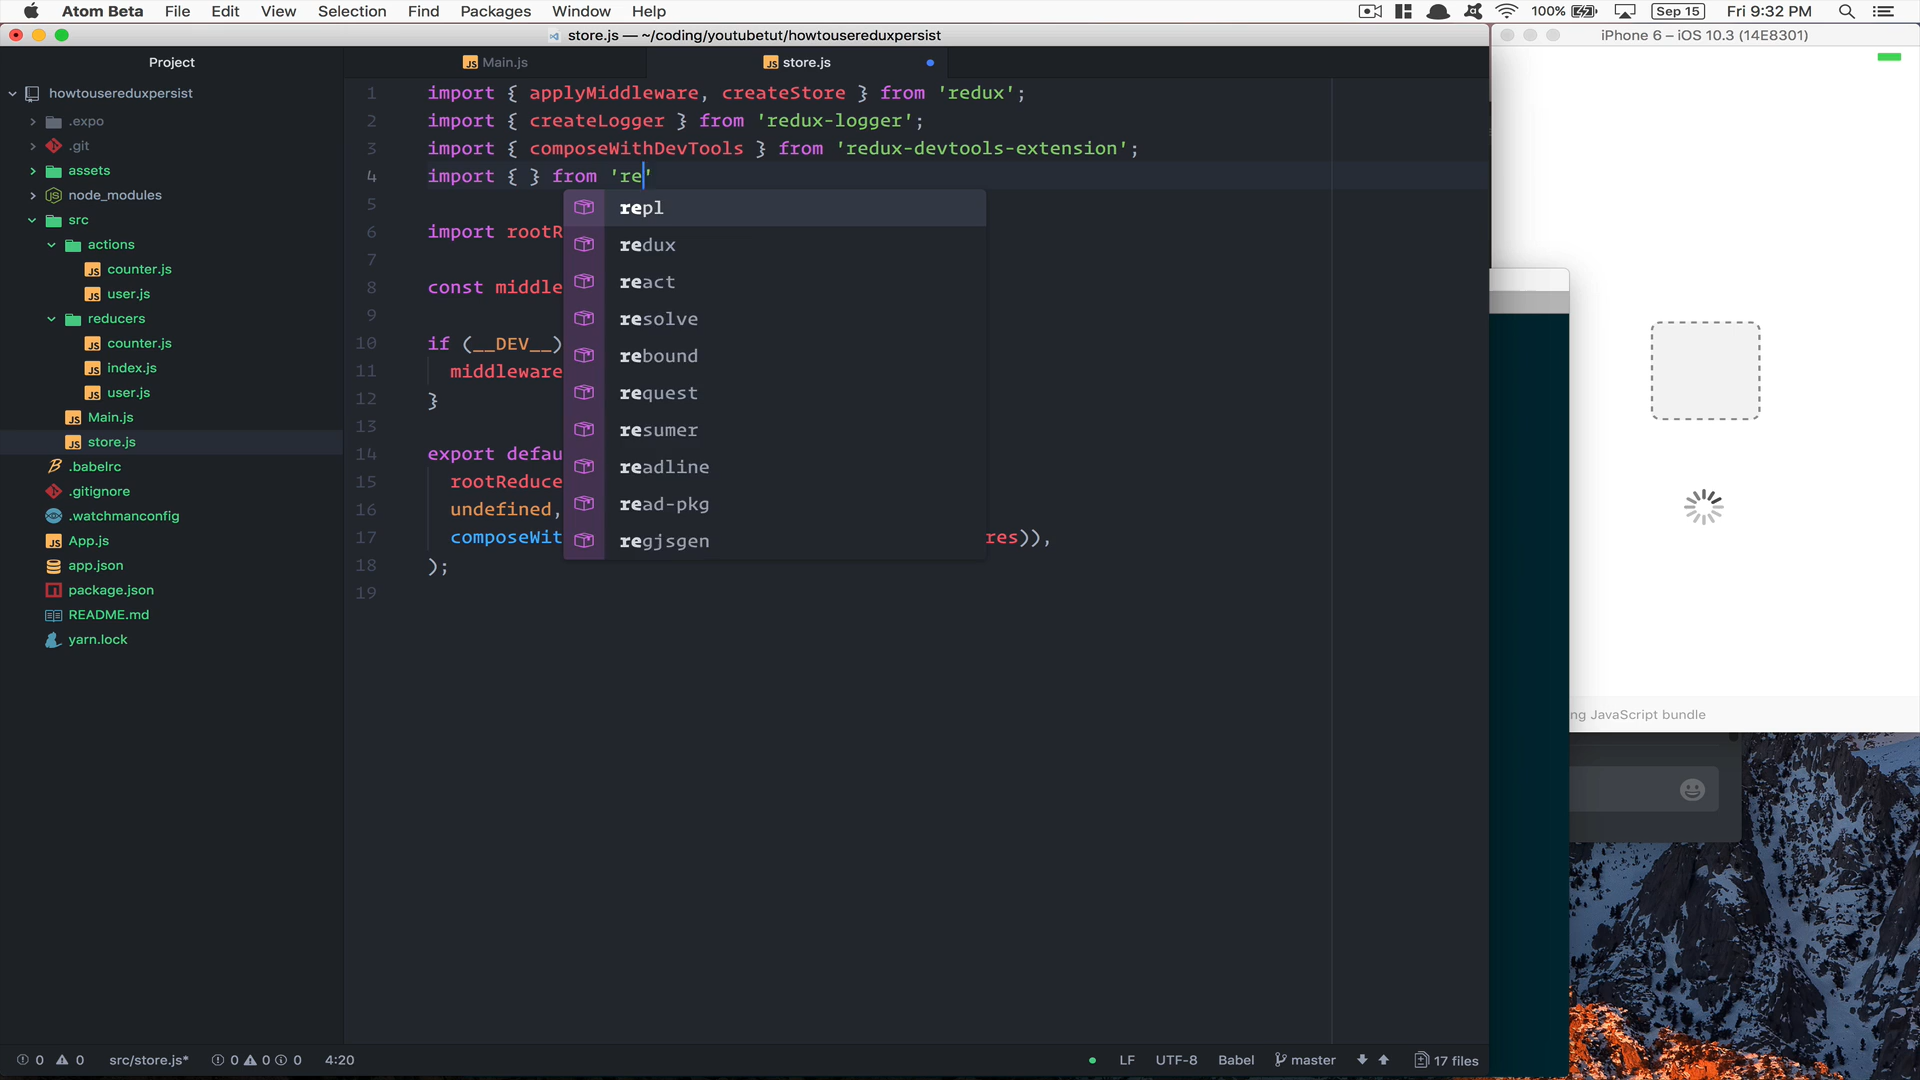 Atom Beta File Edit View Selection Find Packages Window Help 100% Sep 15 Fri 9:32 PM
store.js — ~/coding/youtubetut/howtousereduxpersist
iPhone 6 – iOS 10.3 (14E8301)
Project
Main.js
store.js
howtousereduxpersist
.expo
.git
assets
node_modules
src
actions
counter.js
user.js
reducers
counter.js
index.js
user.js
Main.js
store.js
.babelrc
.gitignore
.watchmanconfig
App.js
app.json
package.json
README.md
yarn.lock
1 import { applyMiddleware, createStore } from 'redux';
2 import { createLogger } from 'redux-logger';
3 import { composeWithDevTools } from 'redux-devtools-extension';
4 import { } from 're'
5
6 import rootR
7
8 const middle
9
10 if (__DEV__)
11 middleware
12 }
13
14 export defau
15 rootReduce
16 undefined,
17 composeWit res)),
18 );
19
repl
redux
react
resolve
rebound
request
resumer
readline
read-pkg
regjsgen
ng JavaScript bundle
0 0 src/store.js* 0 0 0 4:20 LF UTF-8 Babel master 17 files